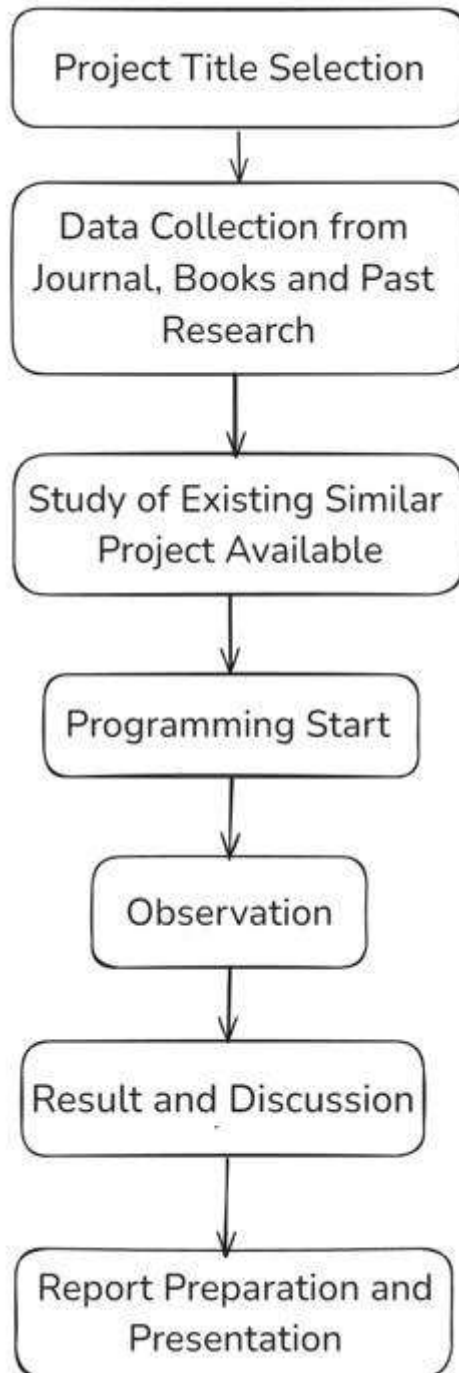 Project Title Selection
Data Collection from
Journal, Books and Past
Research
Study of Existing Similar
Project Available
Programming Start
Observation
Result and Discussion
Report Preparation and
Presentation